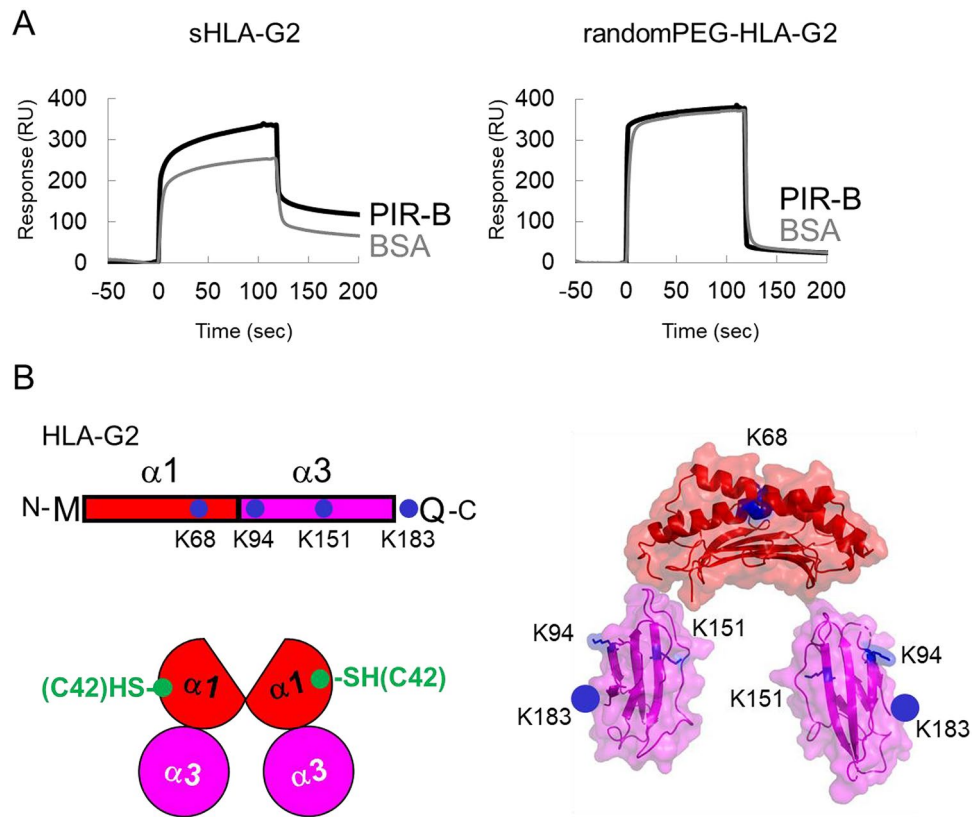 A
sHLA-G2
randomPEG-HLA-G2
Response (RU)
400
300
200
100
0
PIR-B
BSA
-50 0 50 100 150 200
Time (sec)
Response (RU)
400
300
200
100
0
PIR-B
BSA
-50 0 50 100 150 200
Time (sec)
B
HLA-G2
α1 α3
N-M Q-C
K68 K94 K151 K183
(C42)HS- α1 α1 -SH(C42)
α3 α3
K68
K94 K151 K94
K151
K183 K183